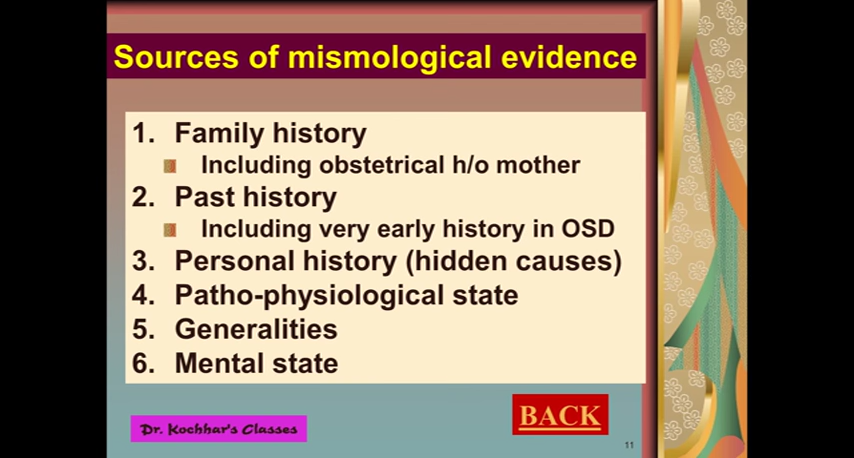 Sources of mismological evidence
1. Family history
Including obstetrical h/o mother
2. Past history
Including very early history in OSD
3. Personal history (hidden causes)
4. Patho-physiological state
5. Generalities
6. Mental state
BACK
Dr. Kochhar's Classes
11